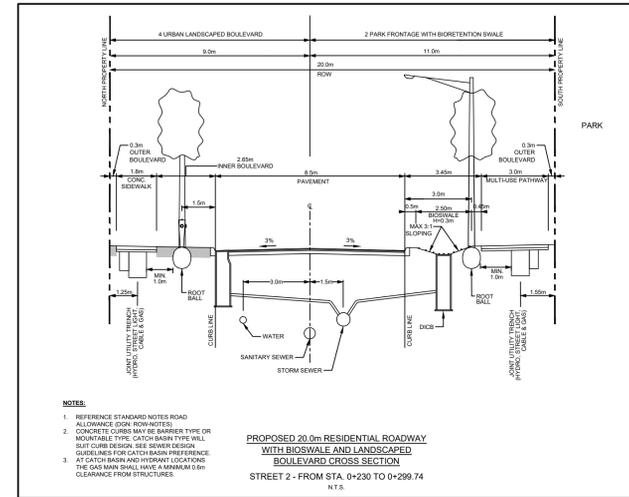 4 URBAN LANDSCAPED BOULEVARD
2 PARK FRONTAGE WITH BIORETENTION SWALE
9.0m
11.0m
20.0m
ROW
NORTH PROPERTY LINE
SOUTH PROPERTY LINE
PARK
0.3m
OUTER
BOULEVARD
2.65m
INNER BOULEVARD
1.8m
CONC.
SIDEWALK
1.5m
8.5m
PAVEMENT
3.45m
3.0m
0.3m
OUTER
BOULEVARD
3.0m
MULTI-USE PATHWAY
0.5m
2.50m
0.45m
BIOSWALE
H=0.3m
MAX 3:1
SLOPING
3%
3%
MIN.
1.0m
1.25m
ROOT
BALL
3.0m
1.5m
MIN.
1.0m
1.55m
ROOT
BALL
JOINT UTILITY TRENCH
(HYDRO, STREET LIGHT,
CABLE & GAS)
CURB LINE
WATER
SANITARY SEWER
STORM SEWER
CURB LINE
DICB
JOINT UTILITY TRENCH
(HYDRO, STREET LIGHT,
CABLE & GAS)
NOTES:
1. REFERENCE STANDARD NOTES ROAD
ALLOWANCE (DGN: ROW-NOTES)
2. CONCRETE CURBS MAY BE BARRIER TYPE OR
MOUNTABLE TYPE. CATCH BASIN TYPE WILL
SUIT CURB DESIGN. SEE SEWER DESIGN
GUIDELINES FOR CATCH BASIN PREFERENCE.
3. AT CATCH BASIN AND HYDRANT LOCATIONS
THE GAS MAIN SHALL HAVE A MINIMUM 0.6m
CLEARANCE FROM STRUCTURES.
PROPOSED 20.0m RESIDENTIAL ROADWAY
WITH BIOSWALE AND LANDSCAPED
BOULEVARD CROSS SECTION
STREET 2 - FROM STA. 0+230 TO 0+299.74
N.T.S.